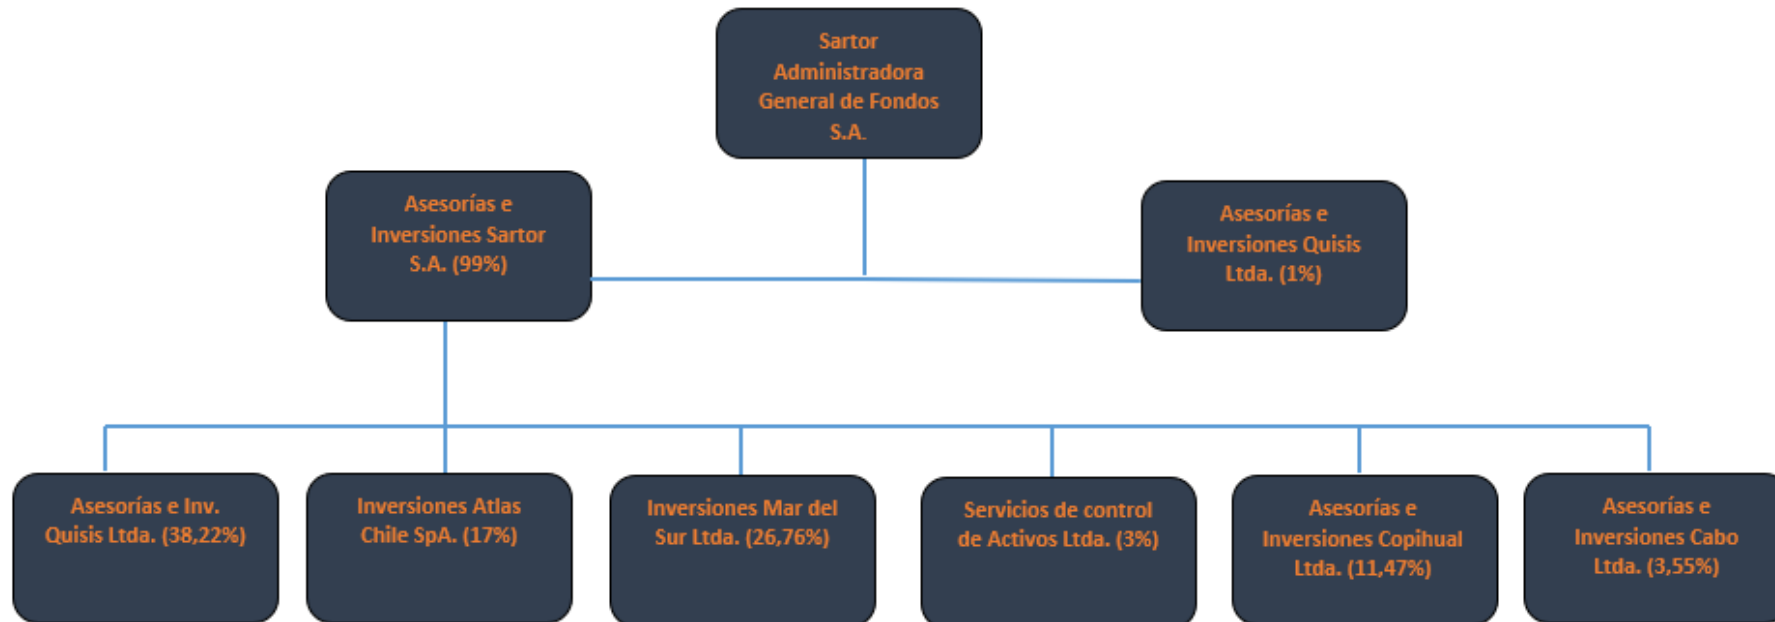 Sartor
Administradora
General de Fondos
S.A.
Asesorías e
Inversiones Sartor
S.A. (99%)
Asesorías e
Inversiones Quisis
Ltda. (1%)
Asesorías e Inv.
Quisis Ltda. (38,22%)
Inversiones Atlas
Chile SpA. (17%)
Inversiones Mar del
Sur Ltda. (26,76%)
Servicios de control
de Activos Ltda. (3%)
Asesorías e
Inversiones Copihual
Ltda. (11,47%)
Asesorías e
Inversiones Cabo
Ltda. (3,55%)